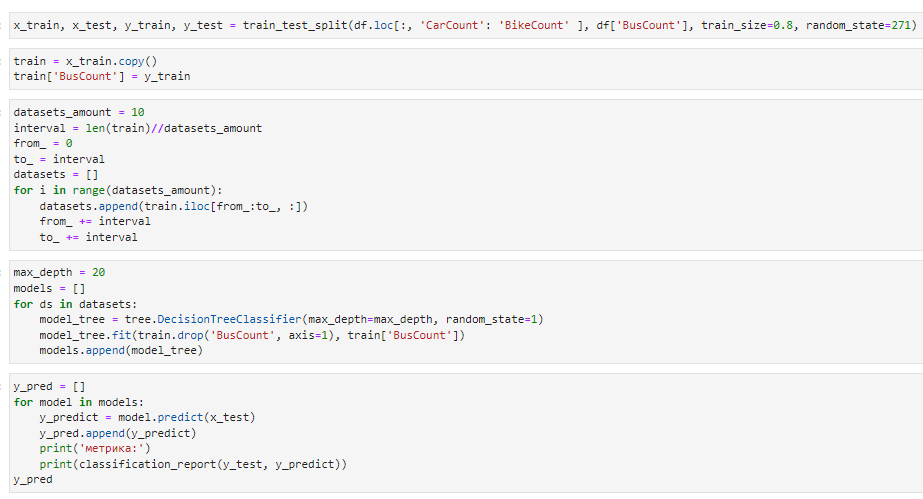 x_train, x_test, y_train, y_test = train_test_split(df.loc[:, 'CarCount': 'BikeCount' ], df['BusCount'], train_size=0.8, random_state=271)
train = x_train.copy()
train['BusCount'] = y_train
datasets_amount = 10
interval = len(train)//datasets_amount
from_ = 0
to_ = interval
datasets = []
for i in range(datasets_amount):
    datasets.append(train.iloc[from_:to_, :])
    from_ += interval
    to_ += interval
max_depth = 20
models = []
for ds in datasets:
    model_tree = tree.DecisionTreeClassifier(max_depth=max_depth, random_state=1)
    model_tree.fit(train.drop('BusCount', axis=1), train['BusCount'])
    models.append(model_tree)
y_pred = []
for model in models:
    y_predict = model.predict(x_test)
    y_pred.append(y_predict)
    print('метрика:')
    print(classification_report(y_test, y_predict))
y_pred